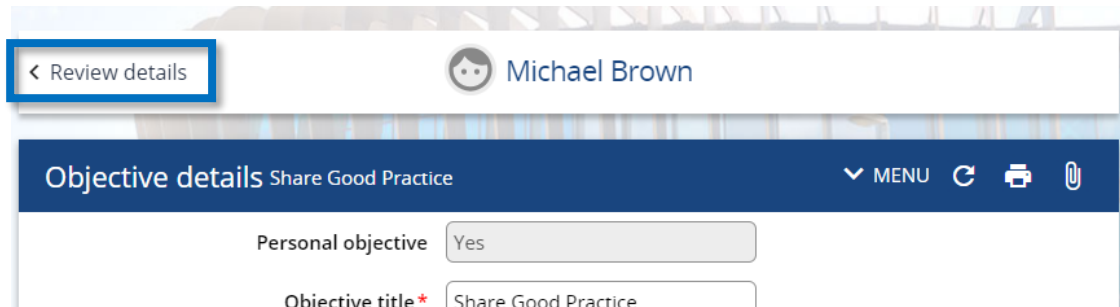 Review details
Michael Brown
Objective details Share Good Practice
MENU
Personal objective Yes
Objective title* Share Good Practice